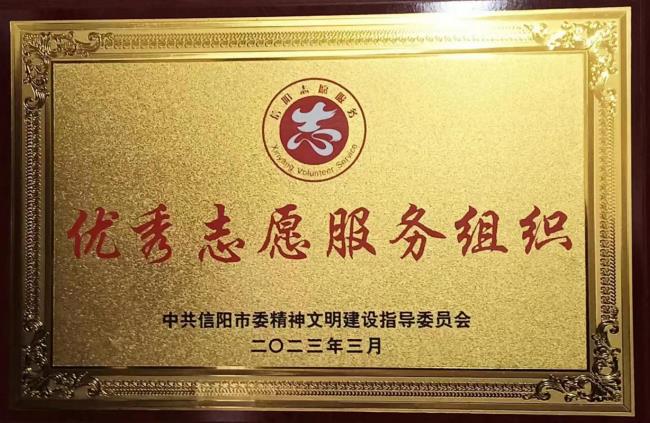 信阳志愿服务
志
Xinyang Volunteer Service
优秀志愿服务组织
中共信阳市委精神文明建设指导委员会
二〇二三年三月